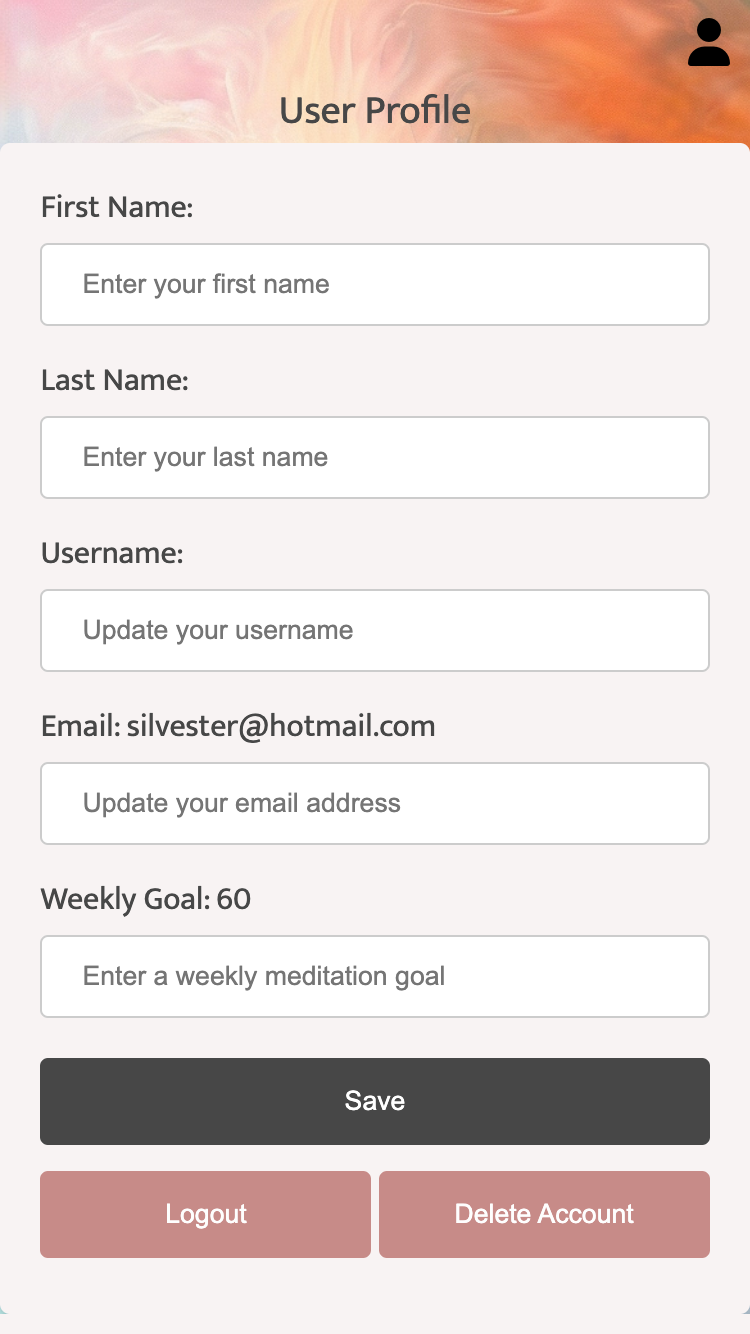 User Profile
First Name:
Enter your first name
Last Name:
Enter your last name
Username:
Update your username
Email: silvester@hotmail.com
Update your email address
Weekly Goal: 60
Enter a weekly meditation goal
Save
Logout Delete Account